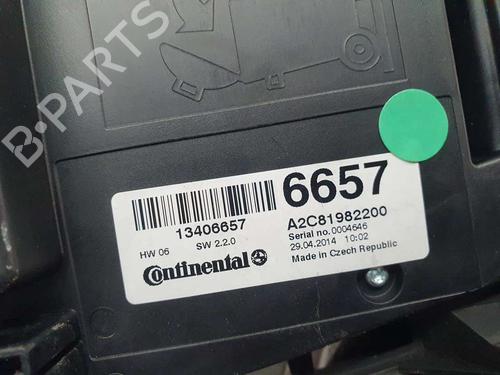 B-PARTS
6657
13406657
A2C81982200
HW 06
SW 2.2.0
Serial no.0004646
29.04.2014 10:02
Continental
Made in Czech Republic